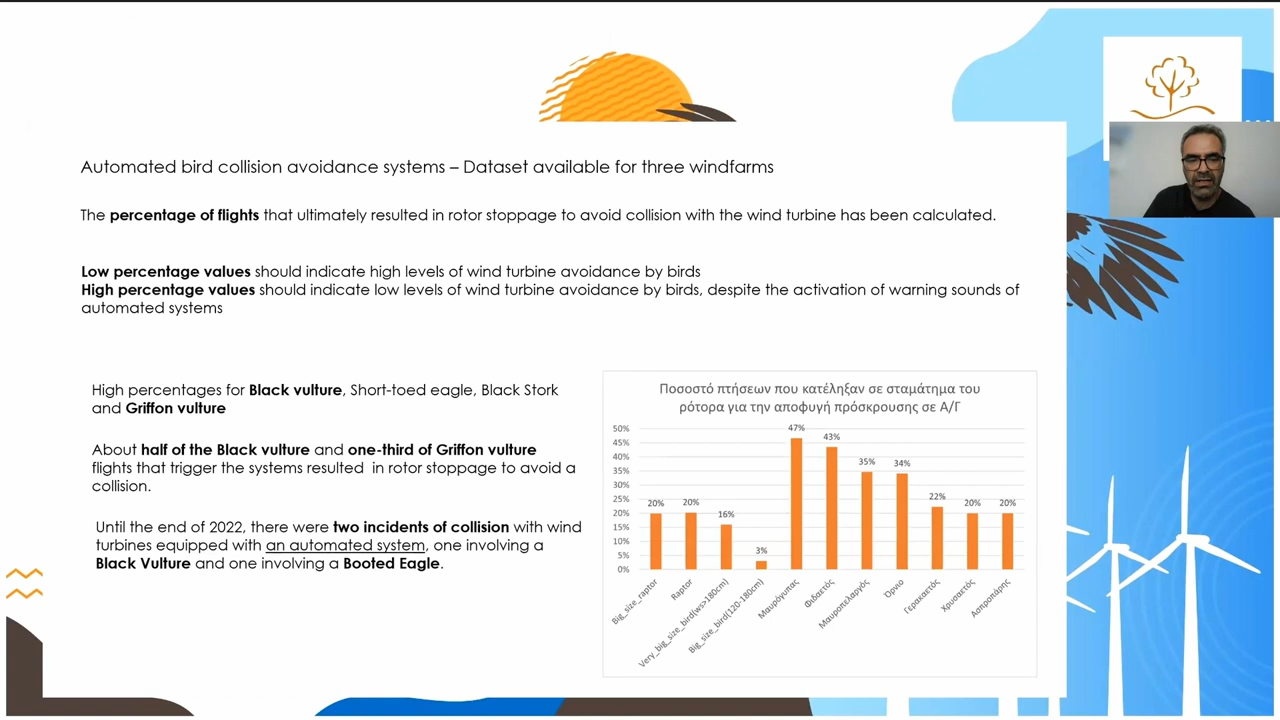 Automated bird collision avoidance systems – Dataset available for three windfarms
The percentage of flights that ultimately resulted in rotor stoppage to avoid collision with the wind turbine has been calculated.
Low percentage values should indicate high levels of wind turbine avoidance by birds
High percentage values should indicate low levels of wind turbine avoidance by birds, despite the activation of warning sounds of
automated systems
High percentages for Black vulture, Short-toed eagle, Black Stork
and Griffon vulture
About half of the Black vulture and one-third of Griffon vulture
flights that trigger the systems resulted in rotor stoppage to avoid a
collision.
Until the end of 2022, there were two incidents of collision with wind
turbines equipped with an automated system, one involving a
Black Vulture and one involving a Booted Eagle.
Ποσοστό πτήσεων που κατέληξαν σε σταμάτημα του
ρότορα για την αποφυγή πρόσκρουσης σε Α/Γ
50%
45%
40%
35%
30%
25%
20%
15%
10%
5%
0%
20%
20%
16%
3%
47%
43%
35%
34%
22%
20%
20%
Big_size_raptor
Raptor
Very_big_size_bird(ws>180cm)
Big_size_bird(120-180cm)
Μαυρόγυπας
Φιδαετός
Μαυροπελαργός
Όρνιο
Γερακαετός
Χρυσαετός
Ασπροπάρης